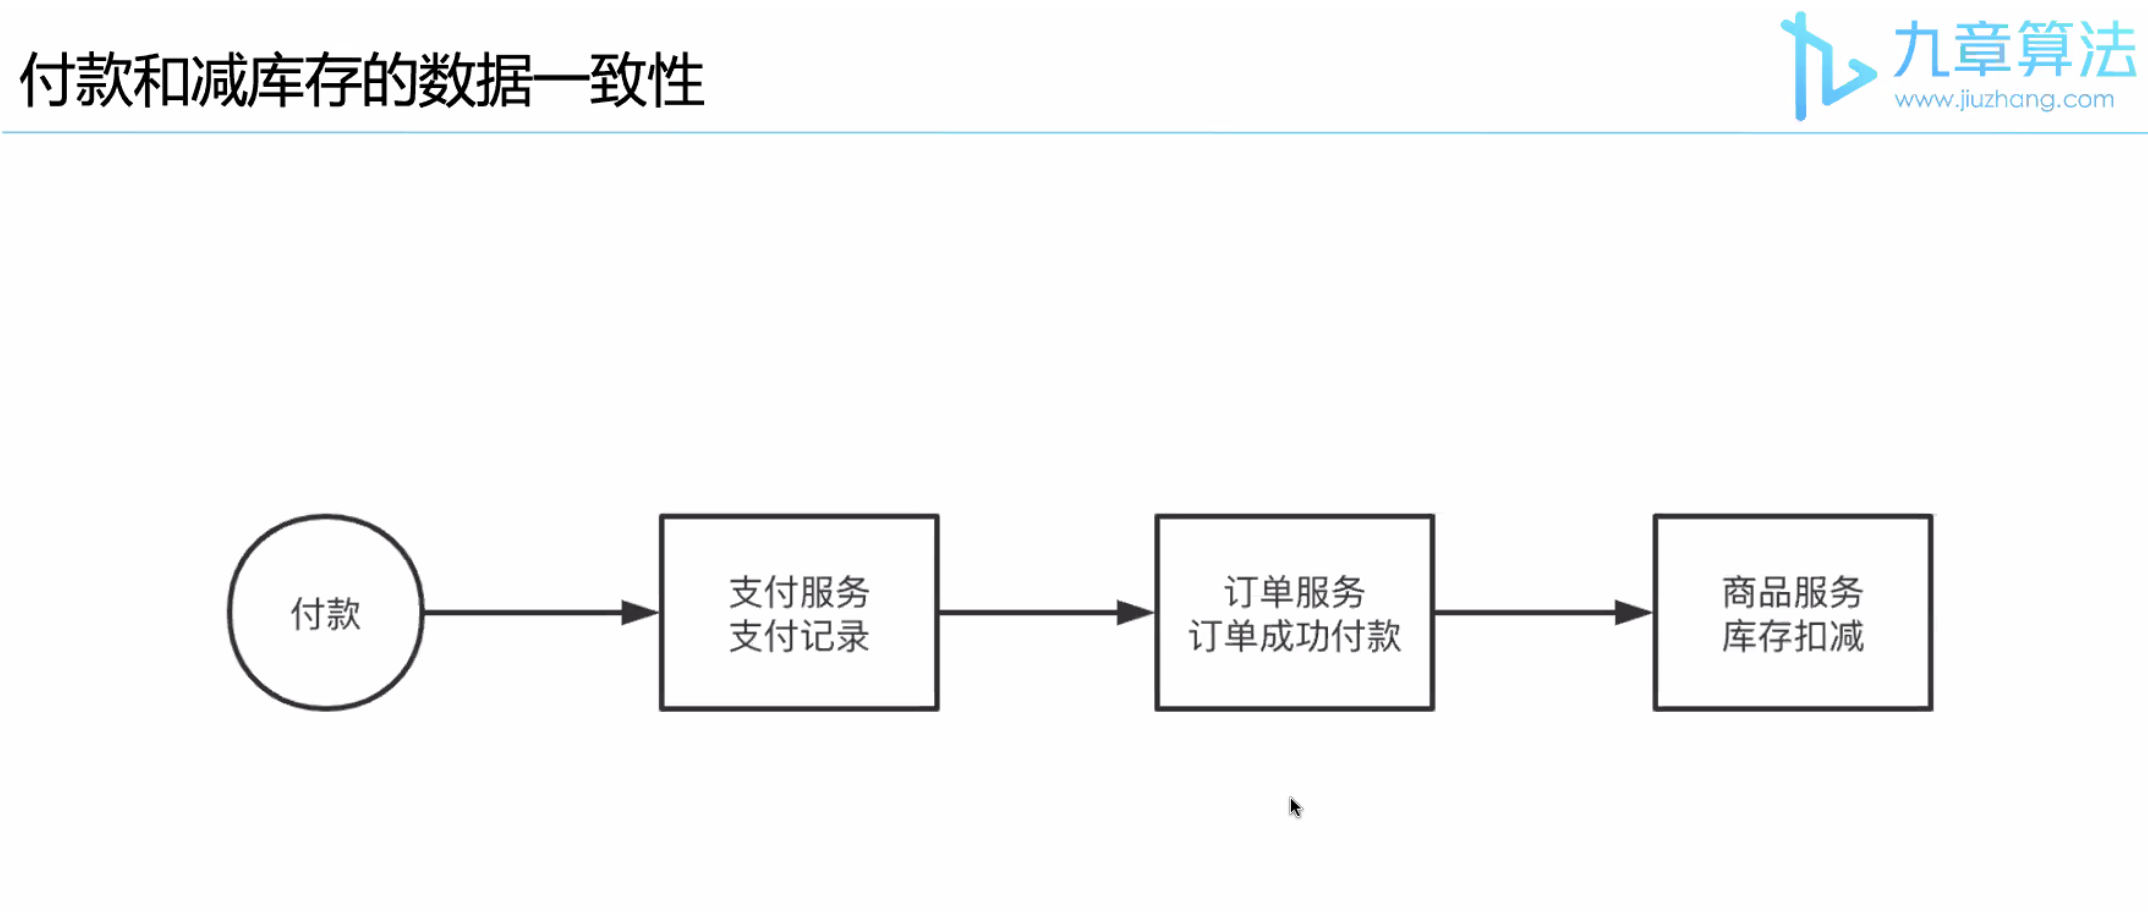 付款和减库存的数据一致性
九章算法
www.jiuzhang.com
付款
支付服务
支付记录
订单服务
订单成功付款
商品服务
库存扣减